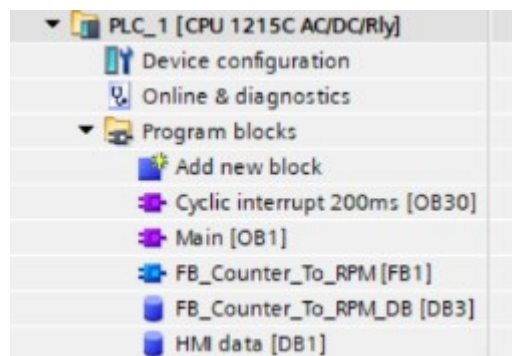 PLC_1 [CPU 1215C AC/DC/Rly]
Device configuration
Online & diagnostics
Program blocks
Add new block
Cyclic interrupt 200ms [OB30]
Main [OB1]
FB_Counter_To_RPM [FB1]
FB_Counter_To_RPM_DB [DB3]
HMI data [DB1]